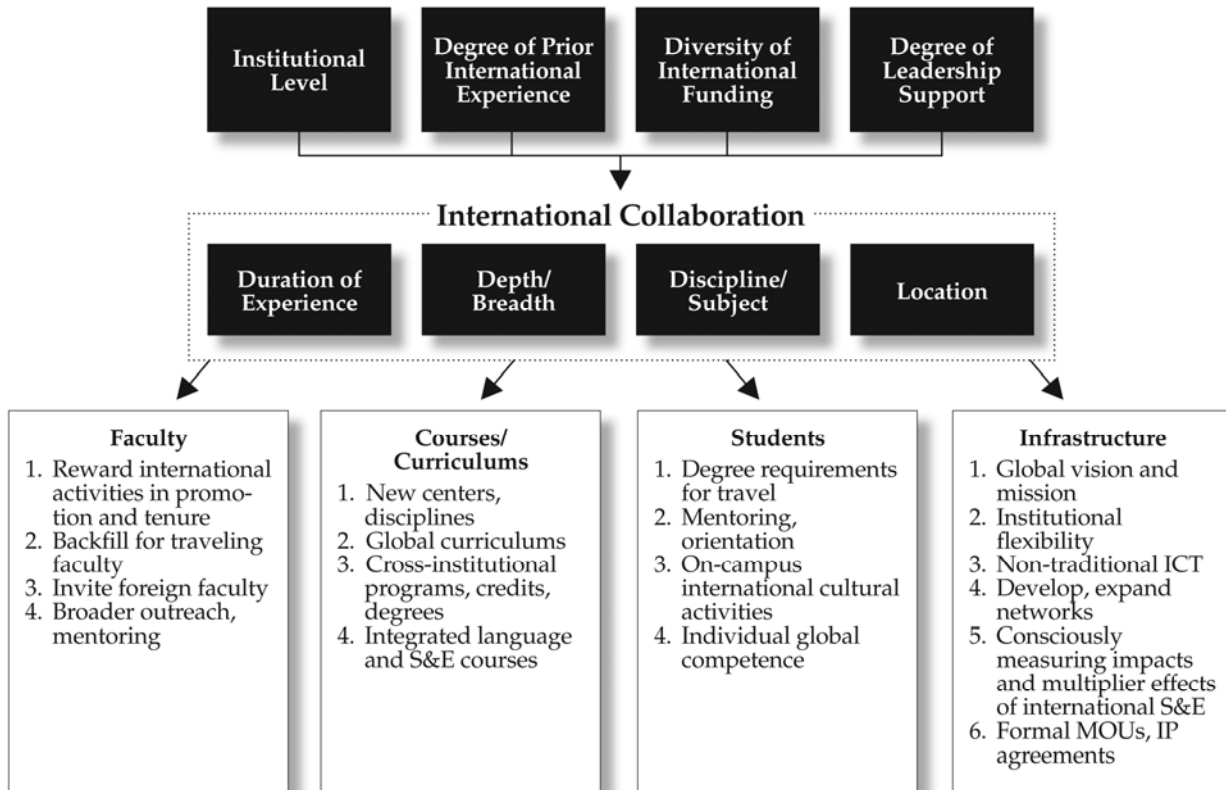 Institutional
Level
Degree of Prior
International
Experience
Diversity of
International
Funding
Degree of
Leadership
Support
International Collaboration
Duration of
Experience
Depth/
Breadth
Discipline/
Subject
Location
Faculty
1. Reward international
activities in promo-
tion and tenure
2. Backfill for traveling
faculty
3. Invite foreign faculty
4. Broader outreach,
mentoring
Courses/
Curriculums
1. New centers,
disciplines
2. Global curriculums
3. Cross-institutional
programs, credits,
degrees
4. Integrated language
and S&E courses
Students
1. Degree requirements
for travel
2. Mentoring,
orientation
3. On-campus
international cultural
activities
4. Individual global
competence
Infrastructure
1. Global vision and
mission
2. Institutional
flexibility
3. Non-traditional ICT
4. Develop, expand
networks
5. Consciously
measuring impacts
and multiplier effects
of international S&E
6. Formal MOUs, IP
agreements